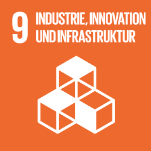 9 INDUSTRIE, INNOVATION
UND INFRASTRUKTUR